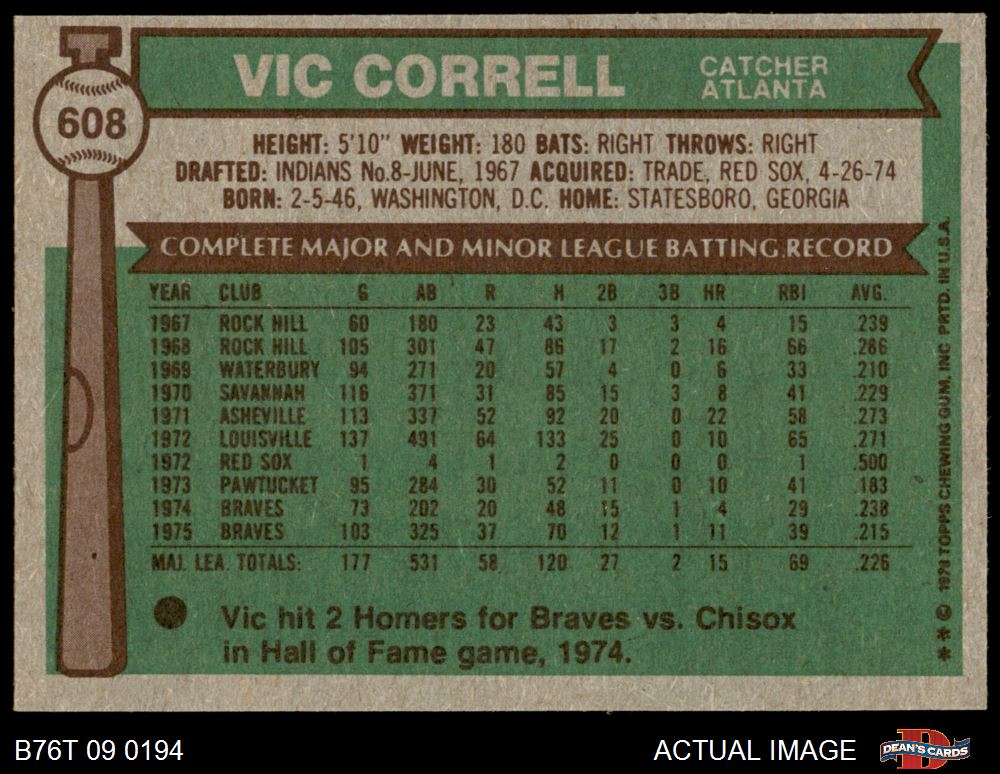 VIC CORRELL
CATCHER
ATLANTA
608
HEIGHT: 5'10" WEIGHT: 180 BATS: RIGHT THROWS: RIGHT
DRAFTED: INDIANS No.8-JUNE, 1967 ACQUIRED: TRADE, RED SOX, 4-26-74
BORN: 2-5-46, WASHINGTON, D.C. HOME: STATESBORO, GEORGIA
COMPLETE MAJOR AND MINOR LEAGUE BATTING RECORD
YEAR CLUB G AB R H 2B 3B HR RBI AVG.
1967 ROCK HILL 60 180 23 43 3 3 4 15 .239
1968 ROCK HILL 105 301 47 86 17 2 16 66 .286
1969 WATERBURY 94 271 20 57 4 0 6 33 .210
1970 SAVANNAH 116 371 31 85 15 3 8 41 .229
1971 ASHEVILLE 113 337 52 92 20 0 22 58 .273
1972 LOUISVILLE 137 491 64 133 25 0 10 65 .271
1972 RED SOX 1 4 1 2 0 0 0 1 .500
1973 PAWTUCKET 95 284 30 52 11 0 10 41 .183
1974 BRAVES 73 202 20 48 15 1 4 29 .238
1975 BRAVES 103 325 37 70 12 1 11 39 .215
MAJ. LEA. TOTALS: 177 531 58 120 27 2 15 69 .226
Vic hit 2 Homers for Braves vs. Chisox
in Hall of Fame game, 1974.
* * © 1976 TOPPS CHEWING GUM, INC PRTD. IN U.S.A.
B76T 09 0194
ACTUAL IMAGE
DEAN'S CARDS